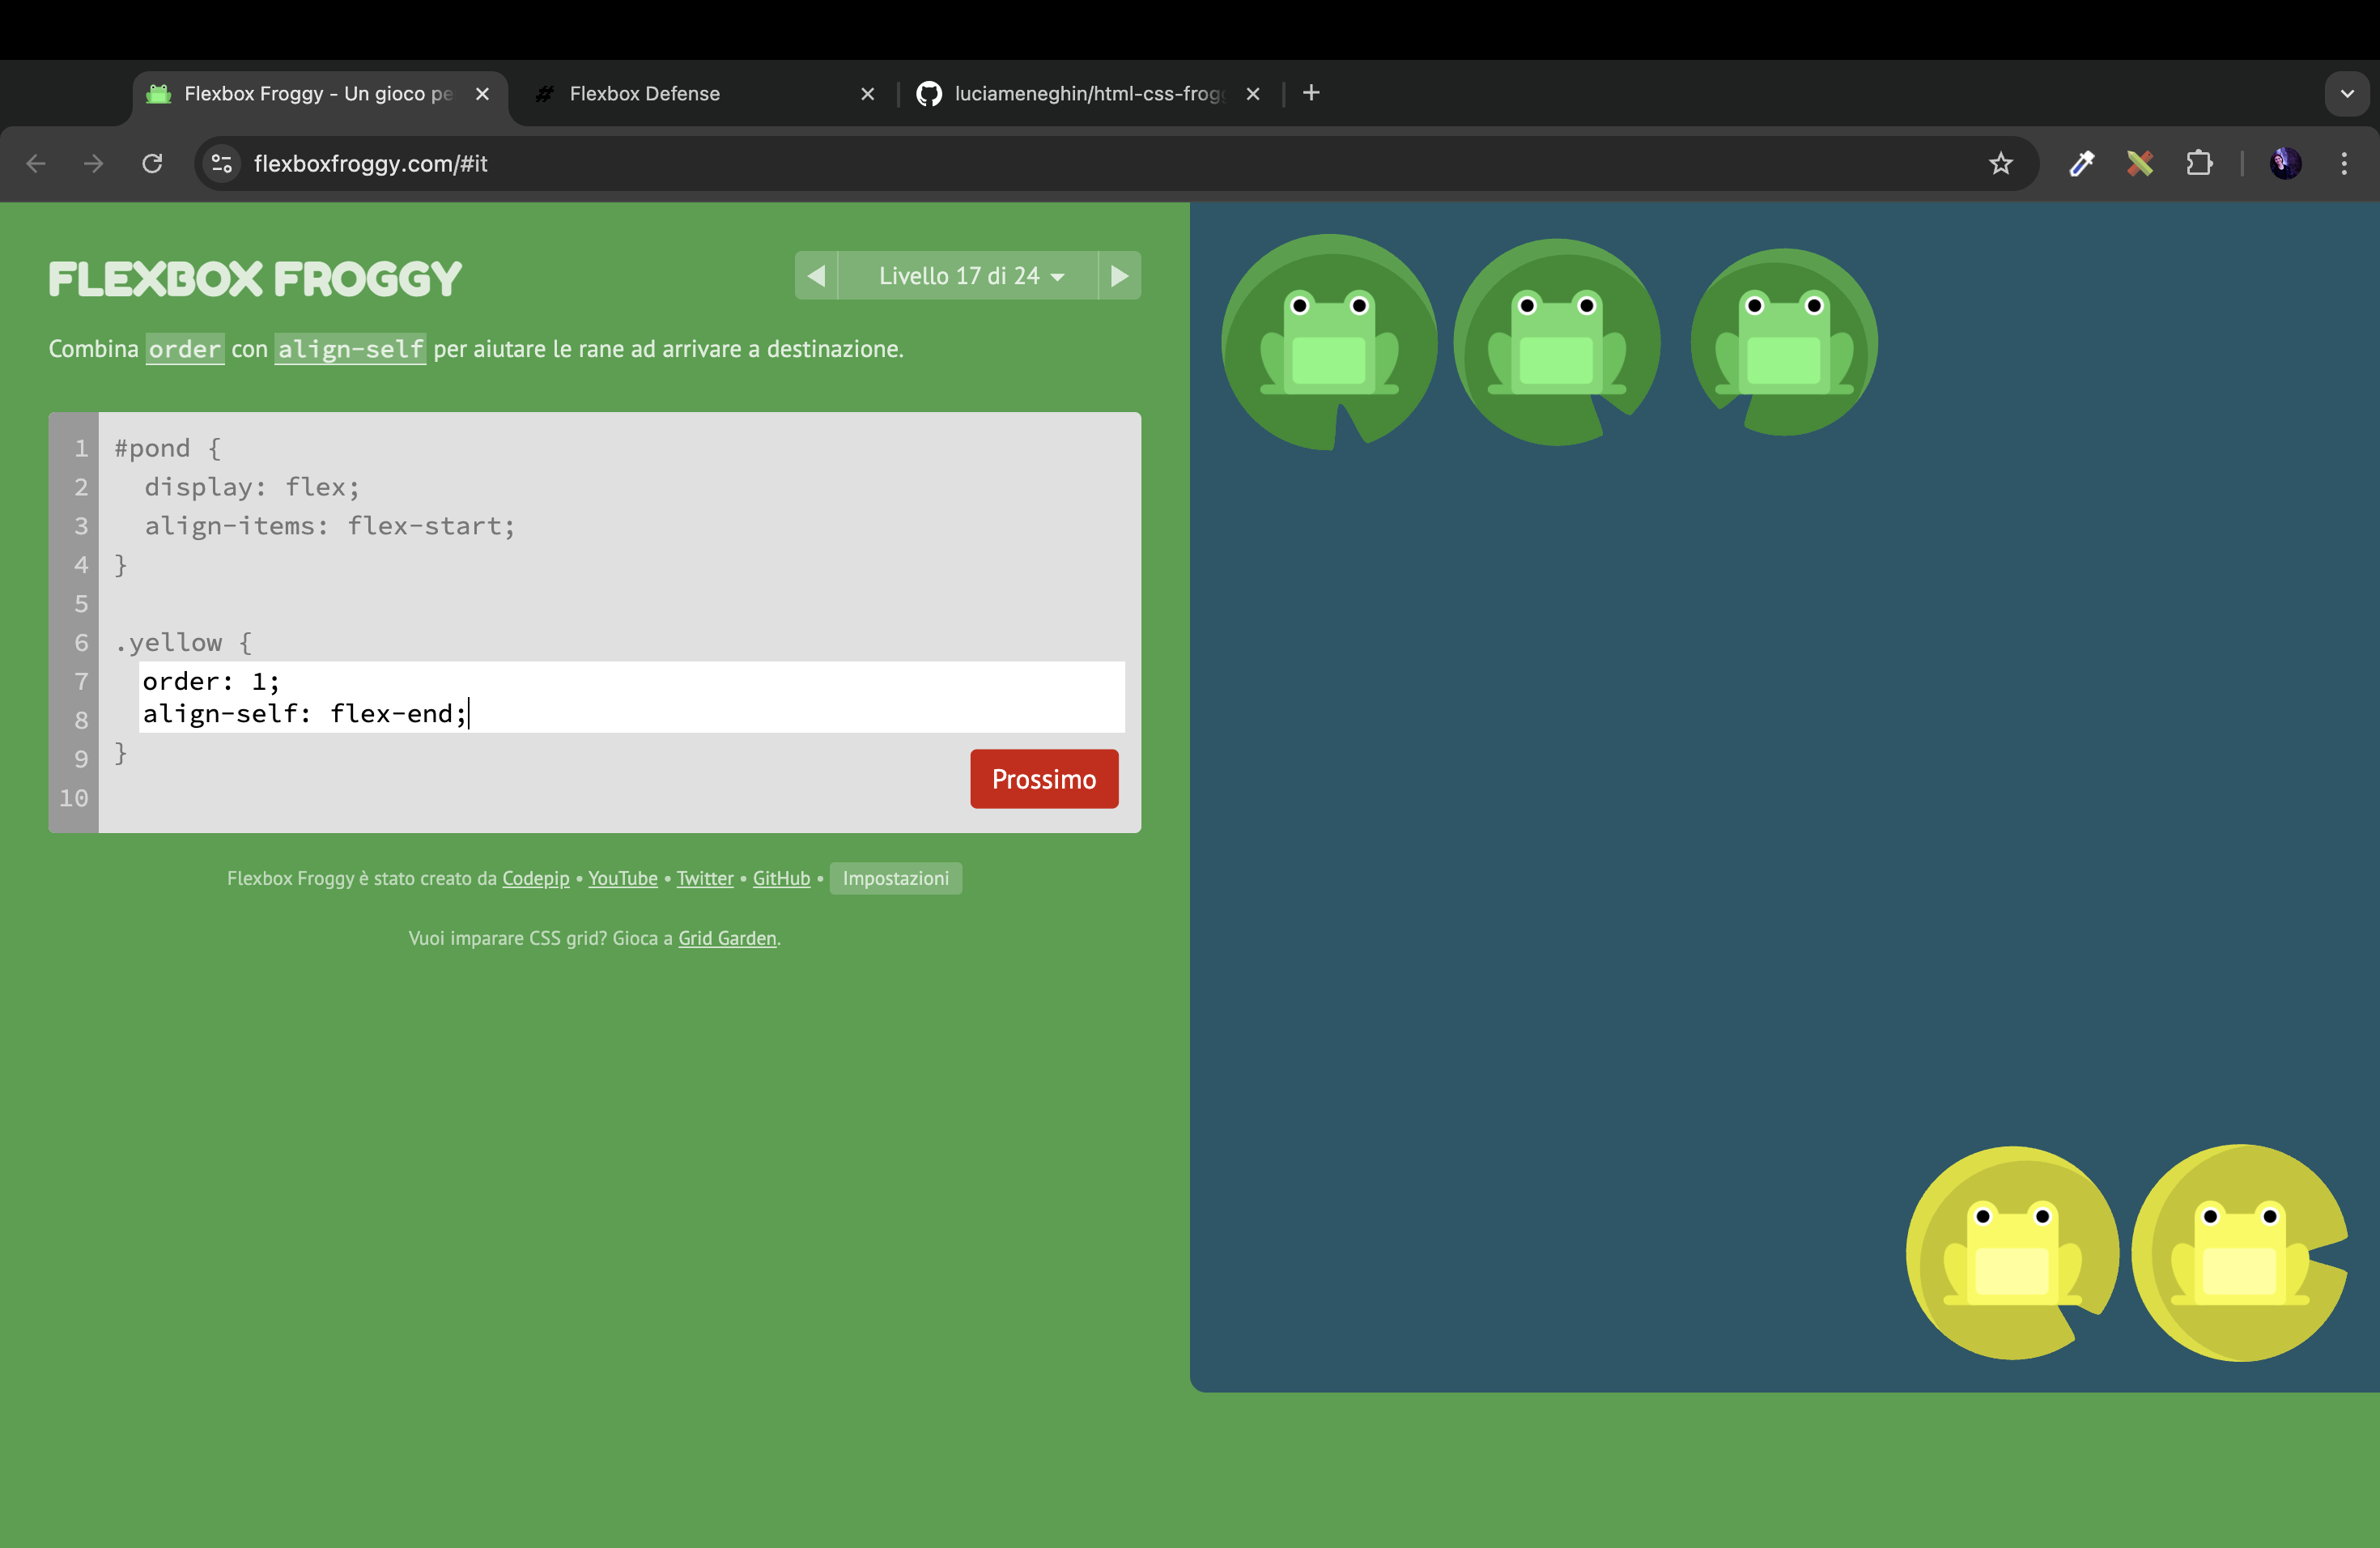 Flexbox Froggy - Un gioco pe
Flexbox Defense
luciameneghin/html-css-frog
flexboxfroggy.com/#it
FLEXBOX FROGGY
Livello 17 di 24
Combina order con align-self per aiutare le rane ad arrivare a destinazione.
1 #pond {
2 display: flex;
3 align-items: flex-start;
4 }
5
6 .yellow {
7 order: 1;
8 align-self: flex-end;
9 }
10
Prossimo
Flexbox Froggy è stato creato da Codepip • YouTube • Twitter • GitHub • Impostazioni
Vuoi imparare CSS grid? Gioca a Grid Garden.